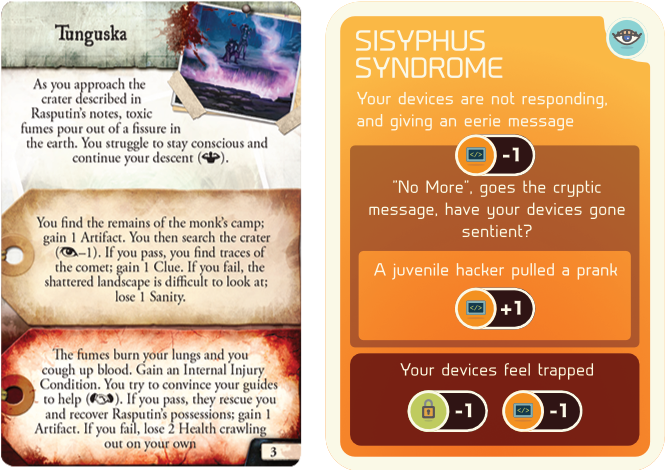 Tunguska
As you approach the
crater described in
Rasputin's notes, toxic
fumes pour out of a fissure in
the earth. You struggle to stay conscious and
continue your descent ( ).
You find the remains of the monk's camp;
gain 1 Artifact. You then search the crater
( –1). If you pass, you find traces of
the comet; gain 1 Clue. If you fail, the
shattered landscape is difficult to look at;
lose 1 Sanity.
The fumes burn your lungs and you
cough up blood. Gain an Internal Injury
Condition. You try to convince your guides
to help ( ). If you pass, they rescue you
and recover Rasputin's possessions; gain 1
Artifact. If you fail, lose 2 Health crawling
out on your own
3
SISYPHUS
SYNDROME
Your devices are not responding,
and giving an eerie message
</> -1
"No More", goes the cryptic
message, have your devices gone
sentient?
A juvenile hacker pulled a prank
</> +1
Your devices feel trapped
-1 </> -1